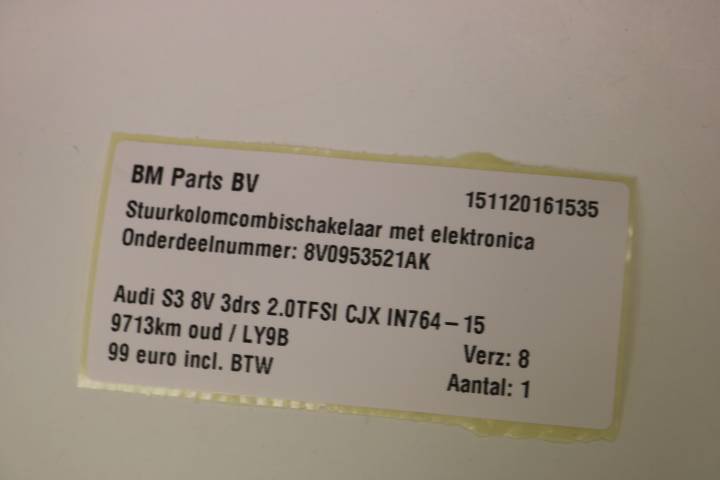 BM Parts BV 151120161535
Stuurkolomcombischakelaar met elektronica
Onderdeelnummer: 8V0953521AK
Audi S3 8V 3drs 2.0TFSI CJX IN764-15
9713km oud / LY9B Verz: 8
99 euro incl. BTW Aantal: 1